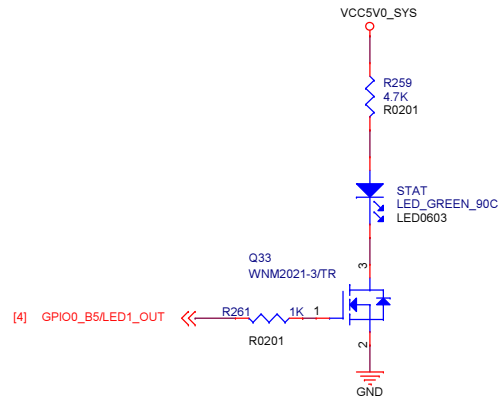 VCC5V0_SYS
R259
4.7K
R0201
STAT
LED_GREEN_90C
LED0603
Q33
WNM2021-3/TR
3
[4] GPIO0_B5/LED1_OUT
R261 1K 1
R0201
2
GND